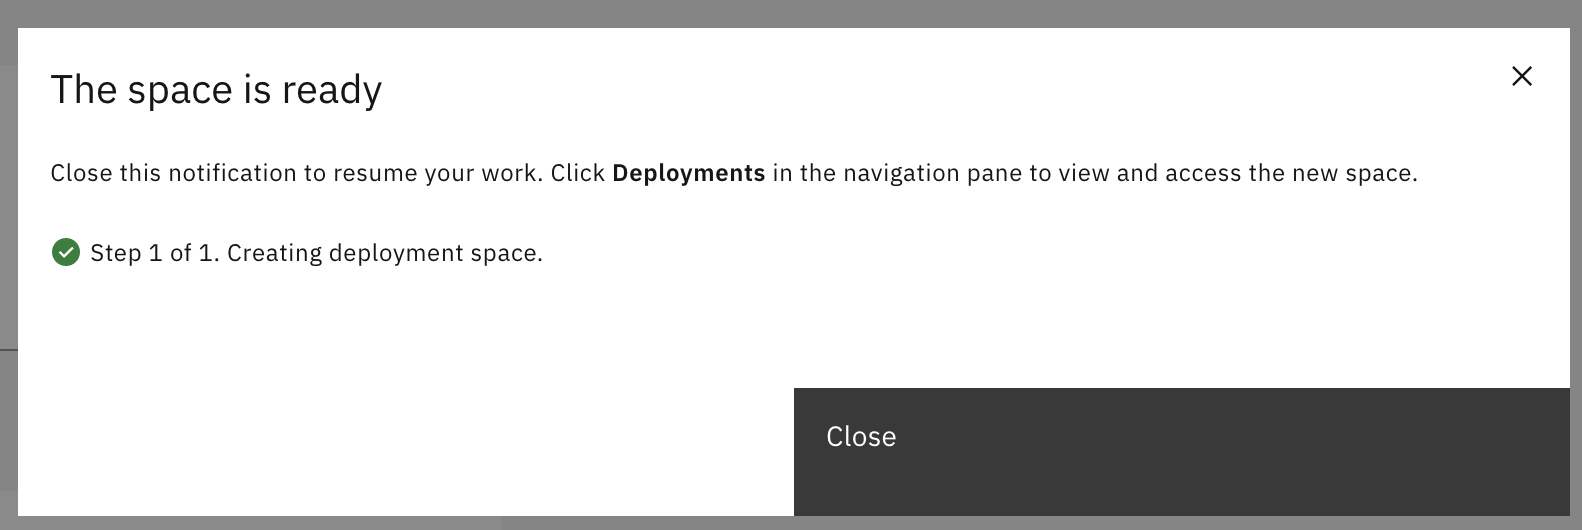 The space is ready
Close this notification to resume your work. Click Deployments in the navigation pane to view and access the new space.
Step 1 of 1. Creating deployment space.
Close